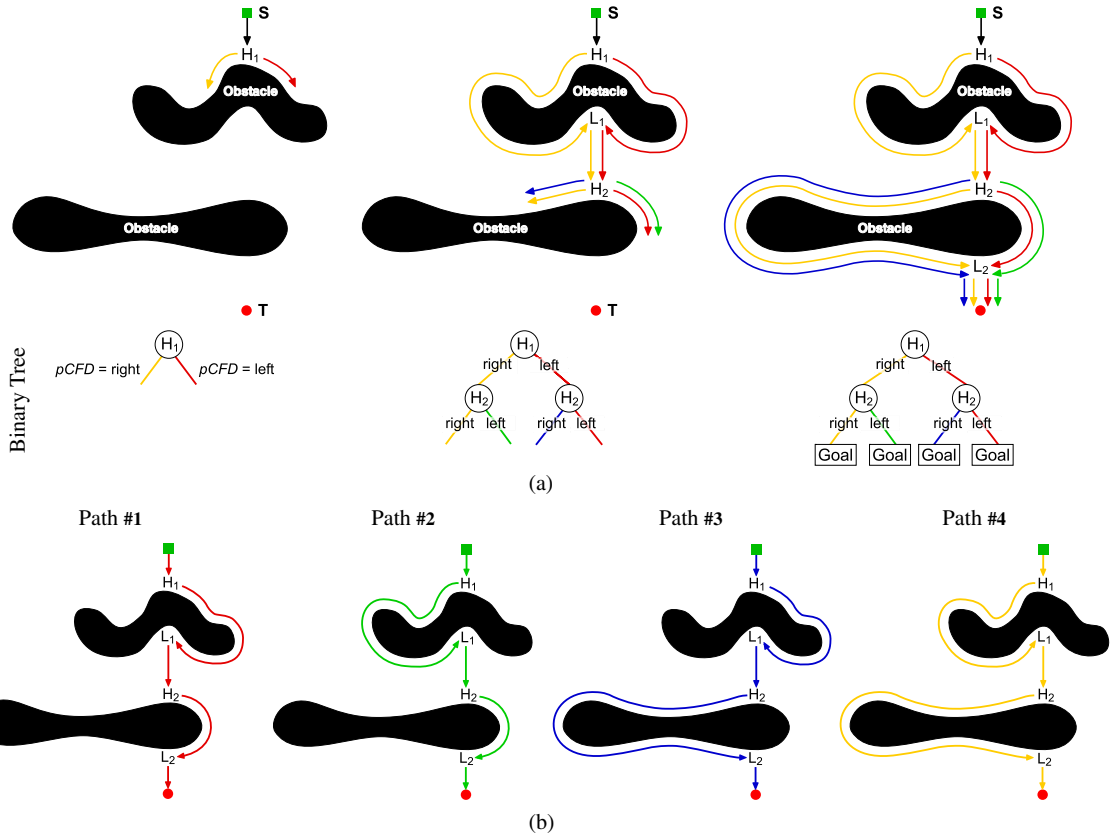 S
H1
Obstacle
Obstacle
T
S
H1
Obstacle
L1
H2
Obstacle
T
S
H1
Obstacle
L1
H2
Obstacle
L2
Binary Tree
H1
pCFD = right
pCFD = left
H1
right
left
H2
H2
right
left
right
left
H1
right
left
H2
H2
right
left
right
left
Goal
Goal
Goal
Goal
(a)
Path #1
Path #2
Path #3
Path #4
H1
L1
H2
L2
H1
L1
H2
L2
H1
L1
H2
L2
H1
L1
H2
L2
(b)